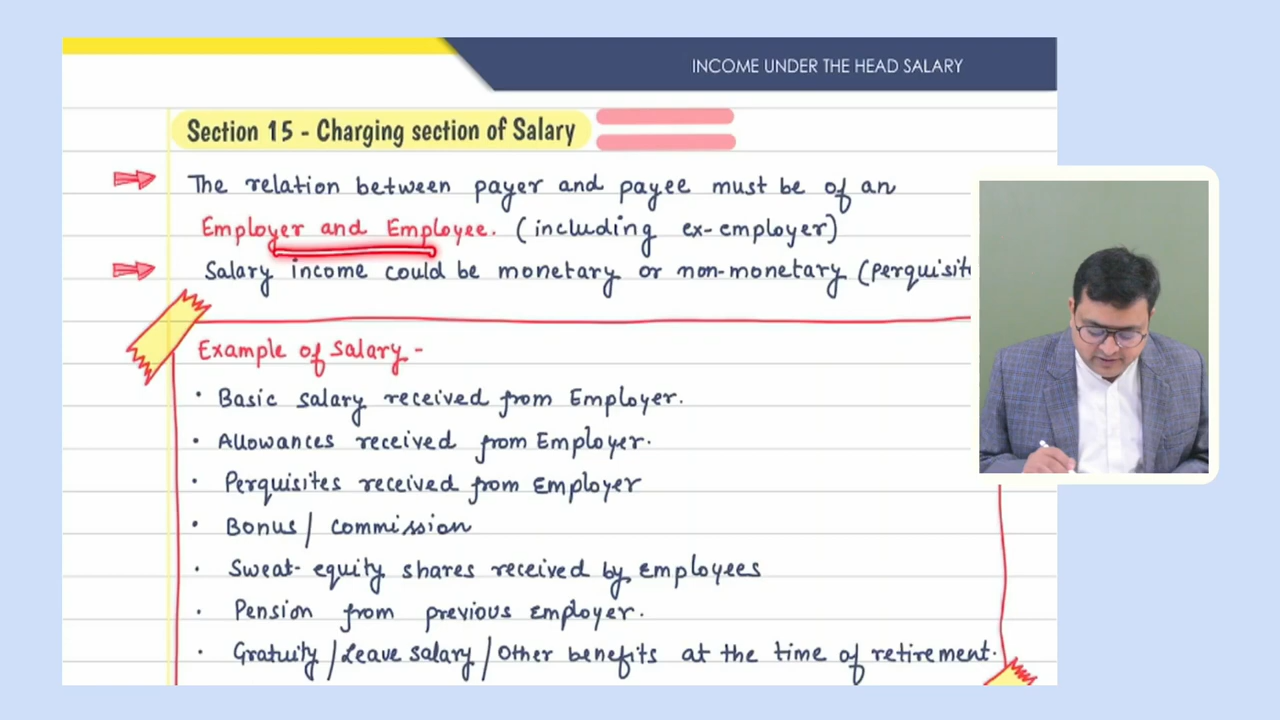 INCOME UNDER THE HEAD SALARY
Section 15 - Charging section of Salary
The relation between payer and payee must be of an
Employer and Employee. (including ex-employer)
Salary income could be monetary or non-monetary (perquisit
Example of Salary -
• Basic salary received from Employer.
• Allowances received from Employer.
• Perquisites received from Employer
• Bonus / commission
• Sweat-equity shares received by employees
• Pension from previous employer.
• Gratuity / Leave salary / Other benefits at the time of retirement.